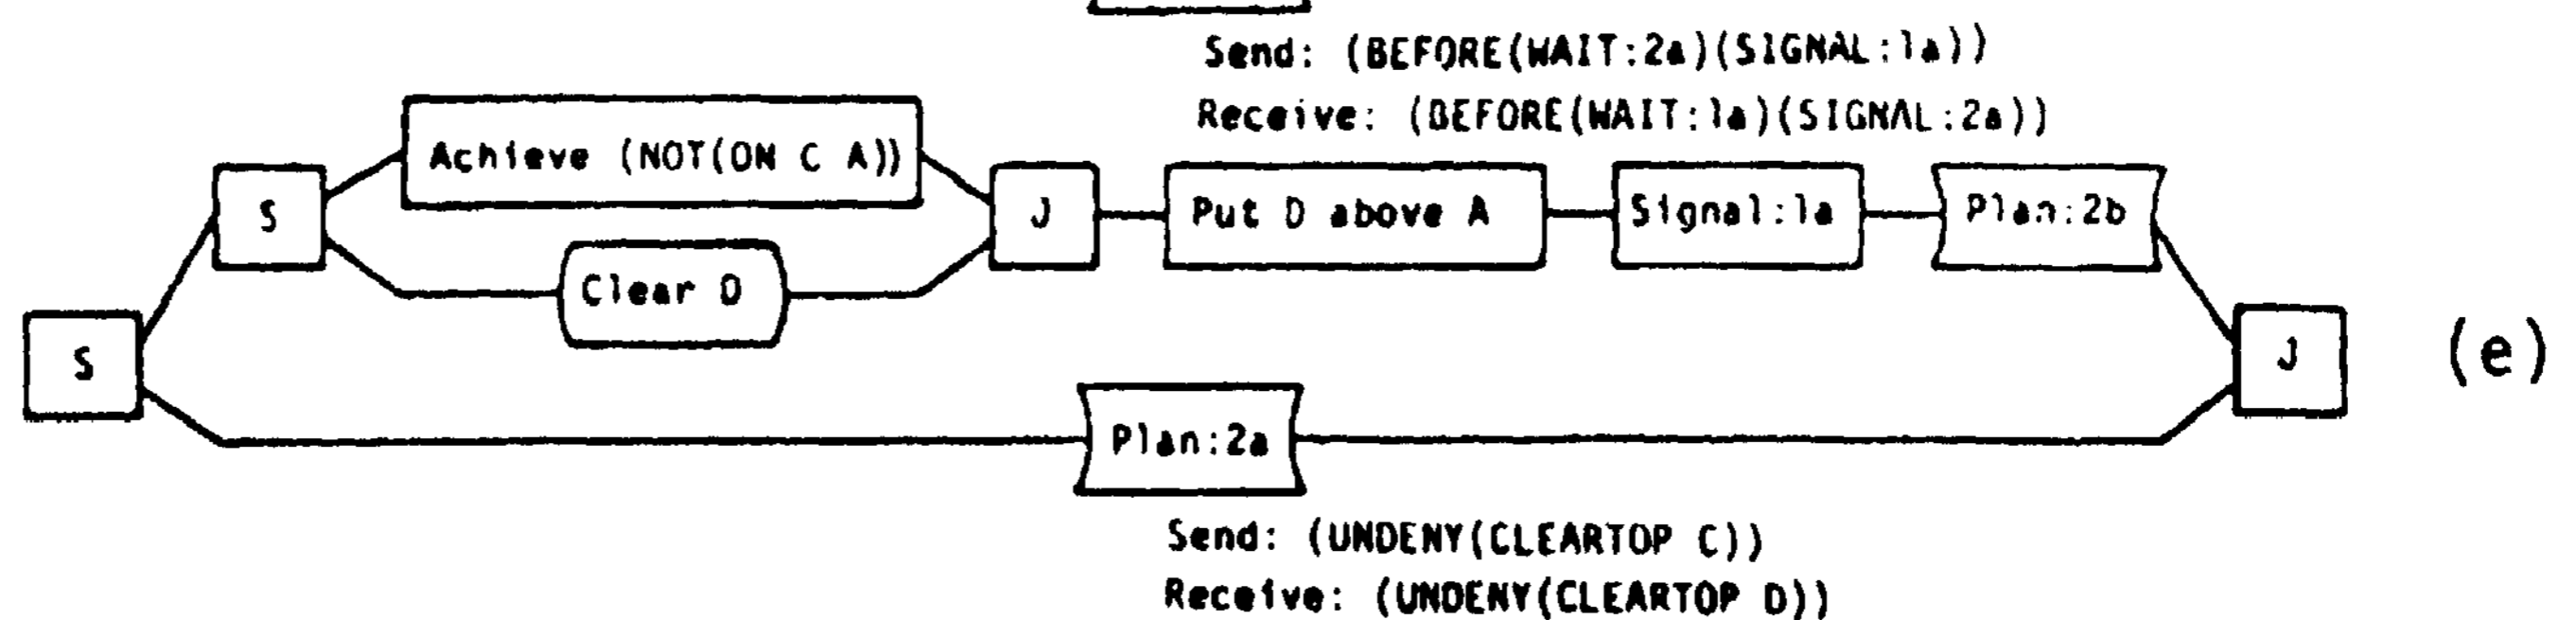 Send: (BEFORE(WAIT:2a)(SIGNAL:1a))
Receive: (BEFORE(WAIT:1a)(SIGNAL:2a))
Achieve (NOT(ON C A))
S
J
Put D above A
Signal:1a
Plan:2b
Clear D
S
J
(e)
Plan:2a
Send: (UNDENY(CLEARTOP C))
Receive: (UNDENY(CLEARTOP D))